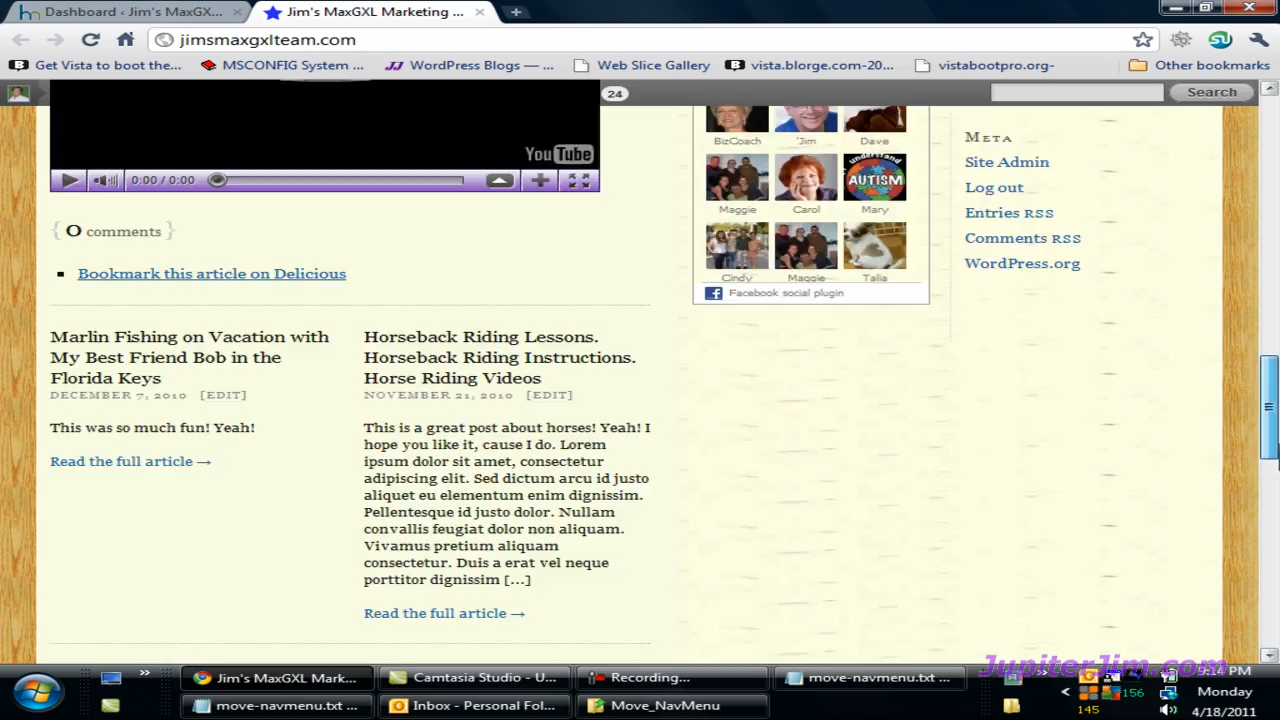 Dashboard ‹ Jim's MaxGX...
Jim's MaxGXL Marketing ...
jimsmaxgxlteam.com
Get Vista to boot the...
MSCONFIG System ...
WordPress Blogs — ...
Web Slice Gallery
vista.blorge.com-20...
vistabootpro.org-
Other bookmarks
24
Search
BizCoach
'Jim
Dave
You Tube
0:00 / 0:00
understand
AUTISM
Maggie
Carol
Mary
Cindy
Maggie
Talia
Facebook social plugin
META
Site Admin
Log out
Entries RSS
Comments RSS
WordPress.org
{ 0 comments }
Bookmark this article on Delicious
Marlin Fishing on Vacation with
My Best Friend Bob in the
Florida Keys
DECEMBER 7, 2010 [EDIT]
This was so much fun! Yeah!
Read the full article →
Horseback Riding Lessons.
Horseback Riding Instructions.
Horse Riding Videos
NOVEMBER 21, 2010 [EDIT]
This is a great post about horses! Yeah! I
hope you like it, cause I do. Lorem
ipsum dolor sit amet, consectetur
adipiscing elit. Sed dictum arcu id justo
aliquet eu elementum enim dignissim.
Pellentesque id justo dolor. Nullam
convallis feugiat dolor non aliquam.
Vivamus pretium aliquam
consectetur. Duis a erat vel neque
porttitor dignissim [...]
Read the full article →
JupiterJim.com
Jim's MaxGXL Mark...
Camtasia Studio - U...
Recording...
move-navmenu.txt ...
9:14 PM
move-navmenu.txt ...
Inbox - Personal Fol...
Move_NavMenu
156
145
Monday
4/18/2011